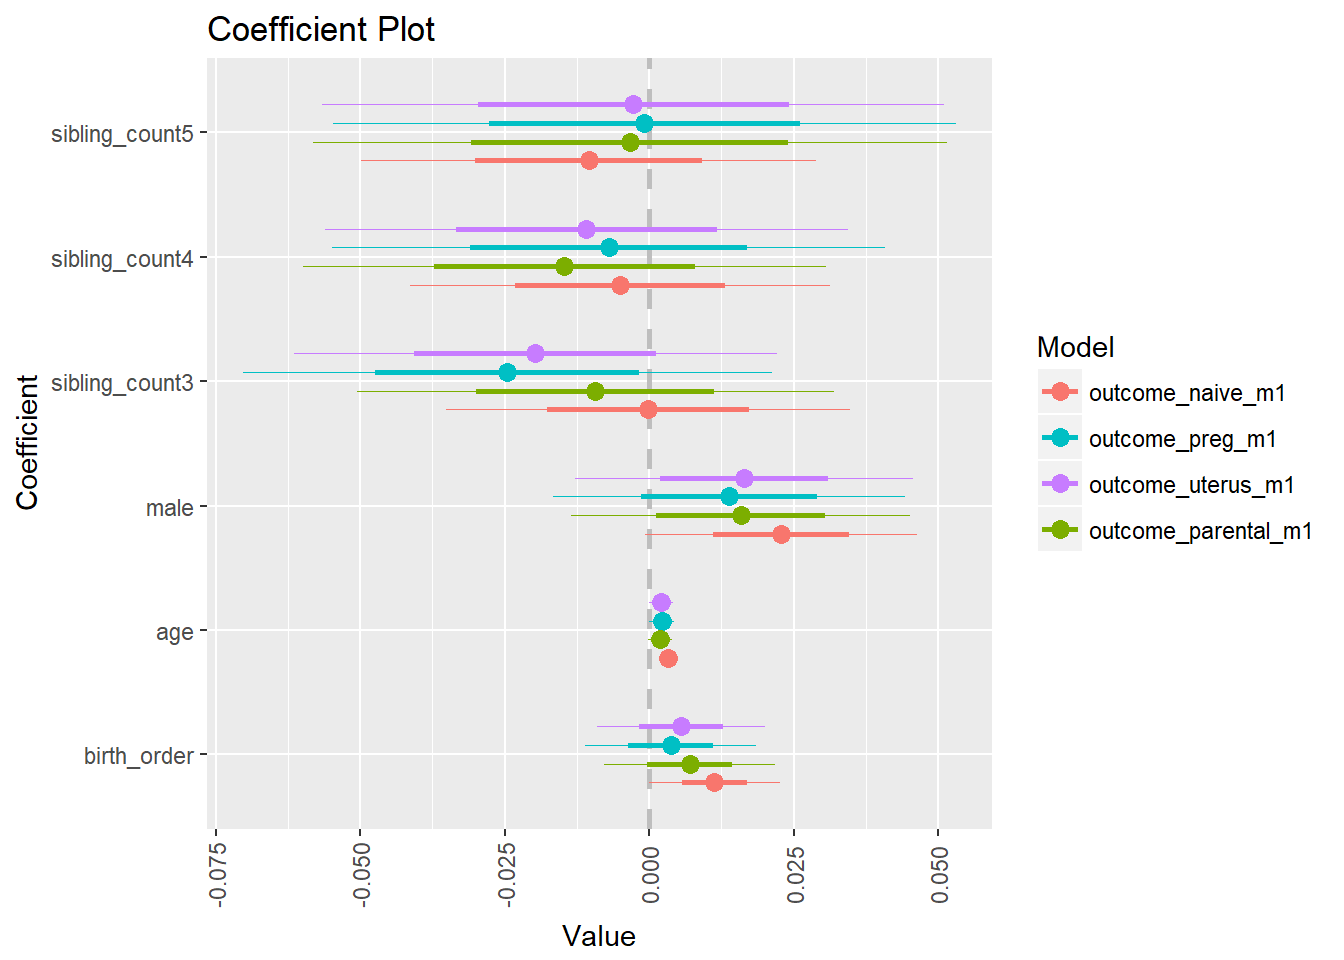 Coefficient Plot
Coefficient
sibling_count5
sibling_count4
sibling_count3
male
age
birth_order
-0.075
-0.050
-0.025
0.000
0.025
0.050
Value
Model
outcome_naive_m1
outcome_preg_m1
outcome_uterus_m1
outcome_parental_m1